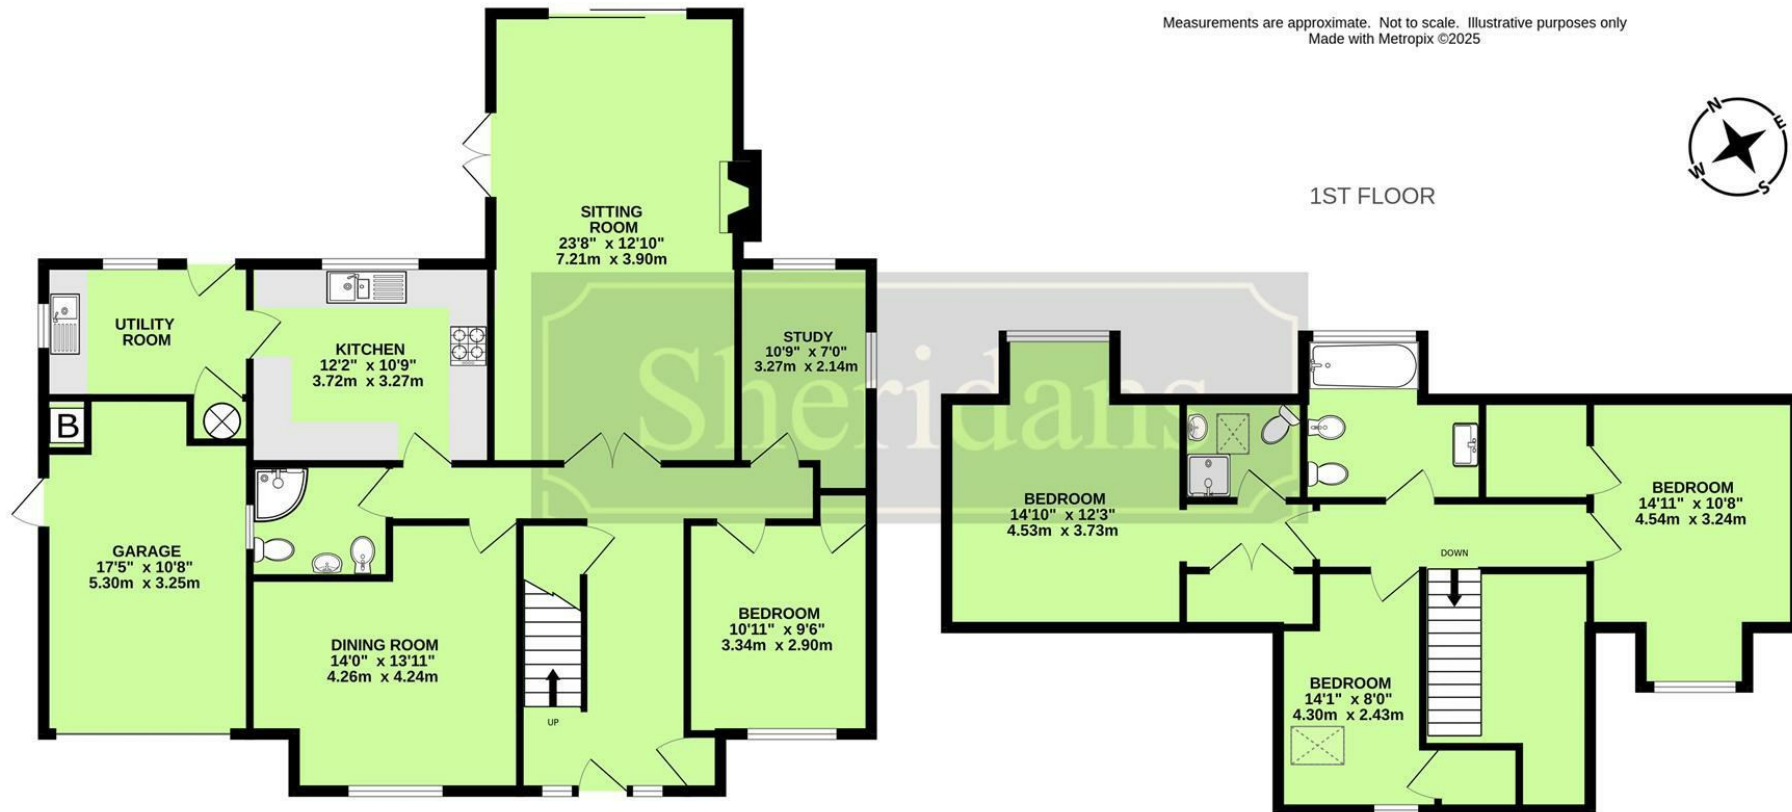 Measurements are approximate. Not to scale. Illustrative purposes only
Made with Metropix ©2025
N
E
S
W
1ST FLOOR
SITTING
ROOM
23'8" x 12'10"
7.21m x 3.90m
UTILITY
ROOM
KITCHEN
12'2" x 10'9"
3.72m x 3.27m
STUDY
10'9" x 7'0"
3.27m x 2.14m
Sheridans
B
GARAGE
17'5" x 10'8"
5.30m x 3.25m
DINING ROOM
14'0" x 13'11"
4.26m x 4.24m
UP
BEDROOM
10'11" x 9'6"
3.34m x 2.90m
BEDROOM
14'10" x 12'3"
4.53m x 3.73m
BEDROOM
14'11" x 10'8"
4.54m x 3.24m
DOWN
BEDROOM
14'1" x 8'0"
4.30m x 2.43m